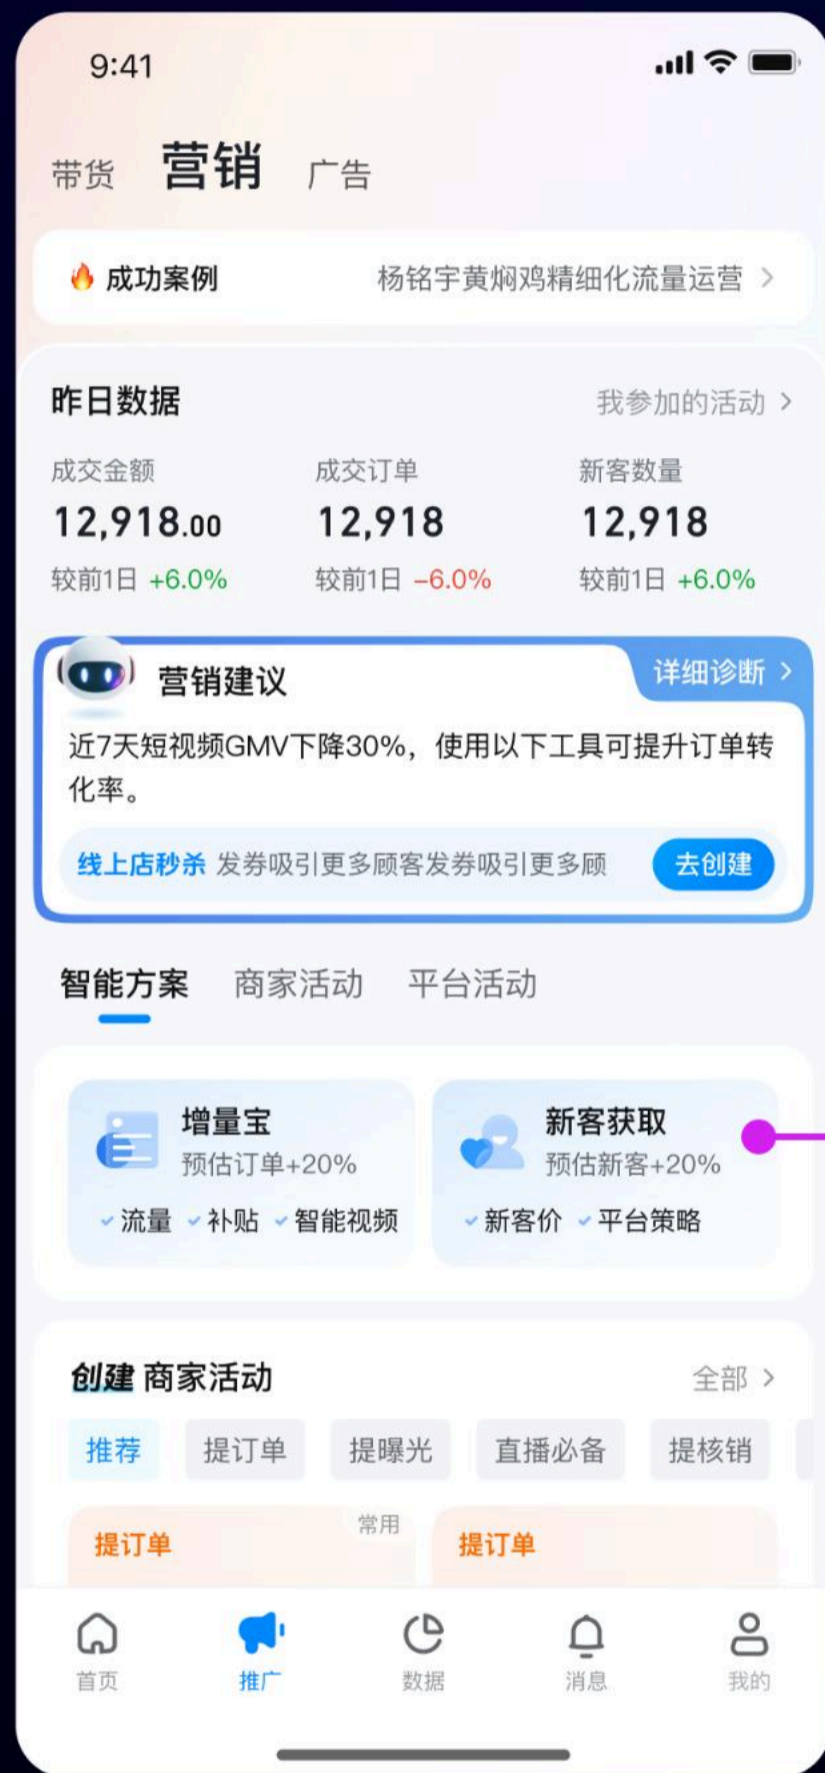 9:41
带货 营销 广告
成功案例 杨铭宇黄焖鸡精细化流量运营
昨日数据 我参加的活动
成交金额 成交订单 新客数量
12,918.00 12,918 12,918
较前1日 +6.0% 较前1日 -6.0% 较前1日 +6.0%
营销建议 详细诊断
近7天短视频GMV下降30%，使用以下工具可提升订单转
化率。
线上店秒杀 发券吸引更多顾客发券吸引更多顾 去创建
智能方案 商家活动 平台活动
增量宝 新客获取
预估订单+20% 预估新客+20%
流量 补贴 智能视频 新客价 平台策略
创建 商家活动 全部
推荐 提订单 提曝光 直播必备 提核销
常用
提订单 提订单
首页 推广 数据 消息 我的